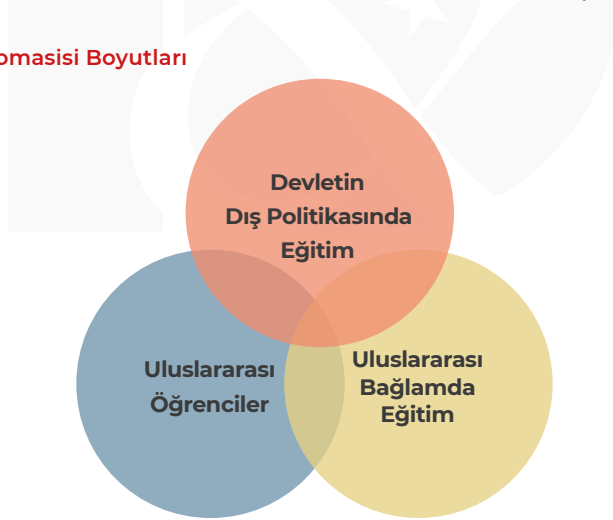 omasisi Boyutları
Devletin
Dış Politikasında
Eğitim
Uluslararası
Öğrenciler
Uluslararası
Bağlamda
Eğitim